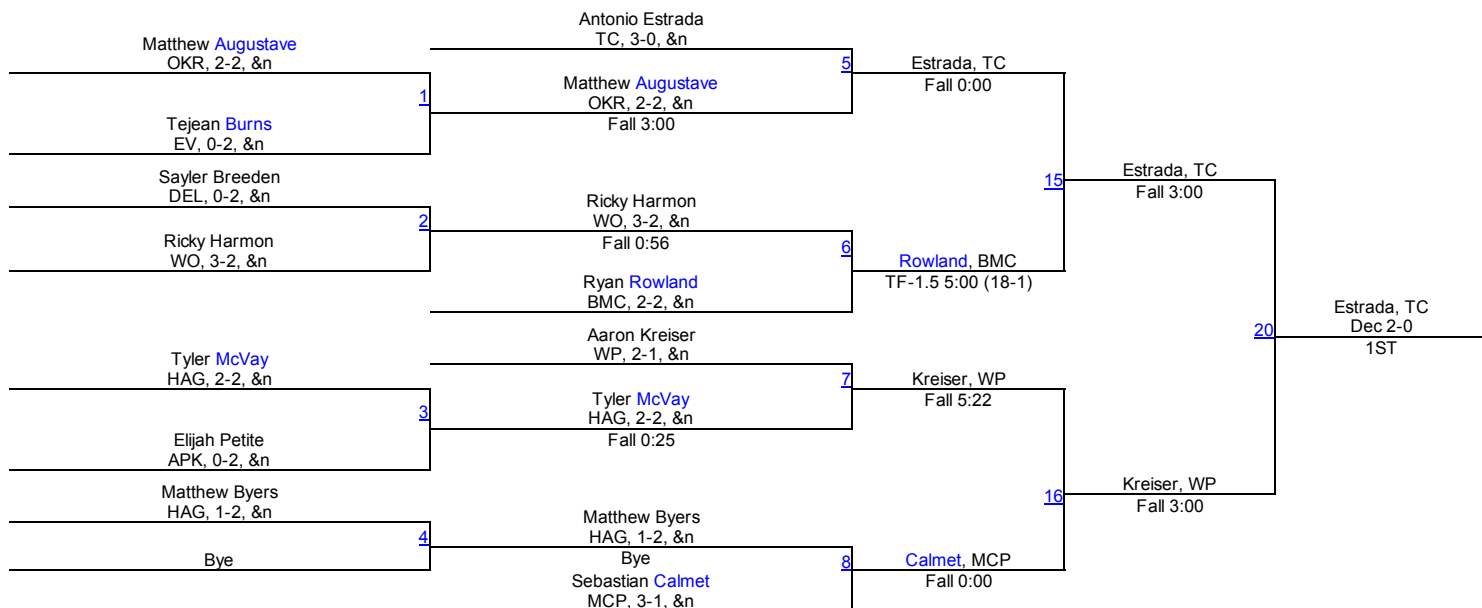 Matthew Augustave
OKR, 2-2, &n
1
Tejean Burns
EV, 0-2, &n
Sayler Breeden
DEL, 0-2, &n
2
Ricky Harmon
WO, 3-2, &n
Tyler McVay
HAG, 2-2, &n
3
Elijah Petite
APK, 0-2, &n
Matthew Byers
HAG, 1-2, &n
4
Bye
Antonio Estrada
TC, 3-0, &n
5
Matthew Augustave
OKR, 2-2, &n
Fall 3:00
Ricky Harmon
WO, 3-2, &n
Fall 0:56
6
Ryan Rowland
BMC, 2-2, &n
Aaron Kreiser
WP, 2-1, &n
7
Tyler McVay
HAG, 2-2, &n
Fall 0:25
Matthew Byers
HAG, 1-2, &n
Bye
8
Sebastian Calmet
MCP, 3-1, &n
Estrada, TC
Fall 0:00
15
Rowland, BMC
TF-1.5 5:00 (18-1)
Kreiser, WP
Fall 5:22
16
Calmet, MCP
Fall 0:00
Estrada, TC
Fall 3:00
20
Kreiser, WP
Fall 3:00
Estrada, TC
Dec 2-0
1ST